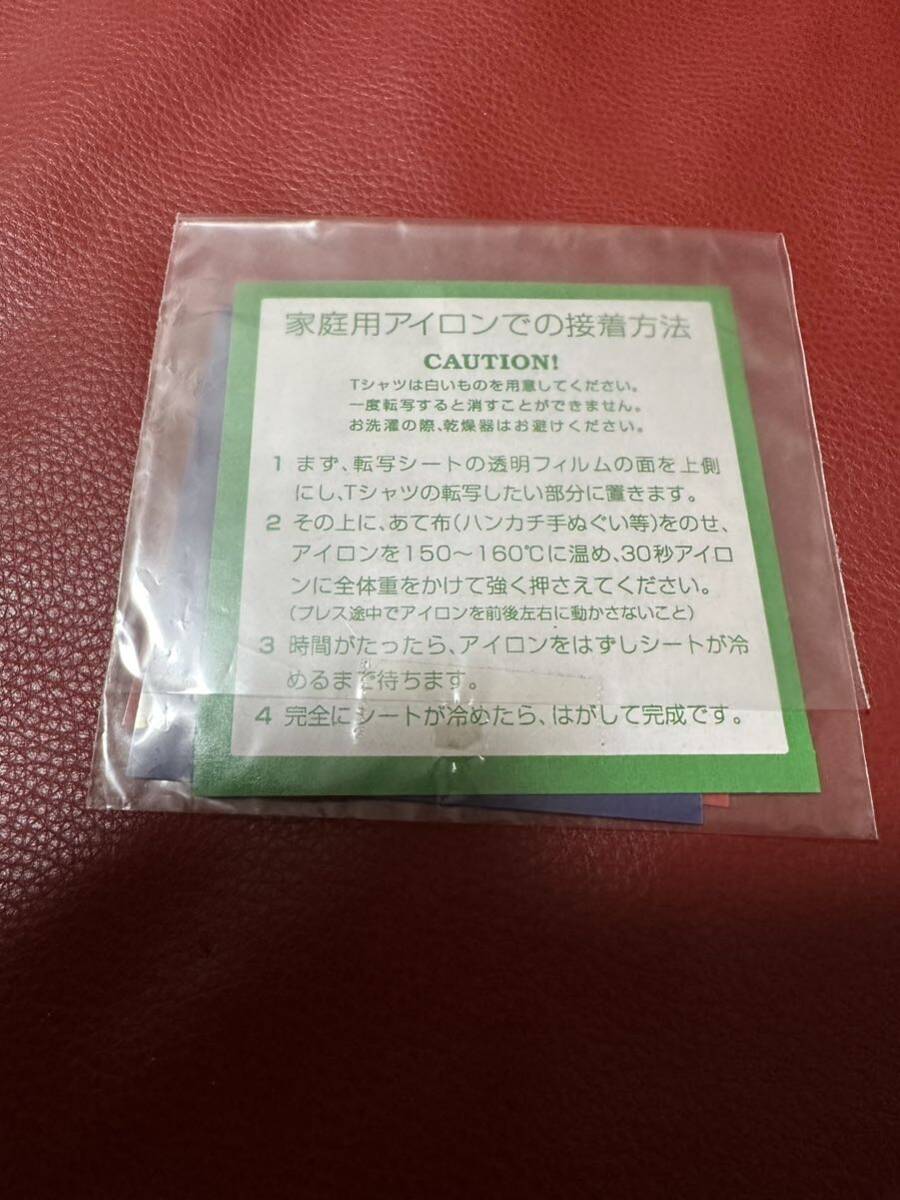 家庭用アイロンでの接着方法
CAUTION!
Tシャツは白いものを用意してください。
一度転写すると消すことができません。
お洗濯の際、乾燥器はお避けください。
1 まず、転写シートの透明フィルムの面を上側
にし、Tシャツの転写したい部分に置きます。
2 その上に、あて布(ハンカチ手ぬぐい等)をのせ、
アイロンを150～160℃に温め、30秒アイロ
ンに全体重をかけて強く押さえてください。
(プレス途中でアイロンを前後左右に動かさないこと)
3 時間がたったら、アイロンをはずしシートが冷
めるまで待ちます。
4 完全にシートが冷めたら、はがして完成です。